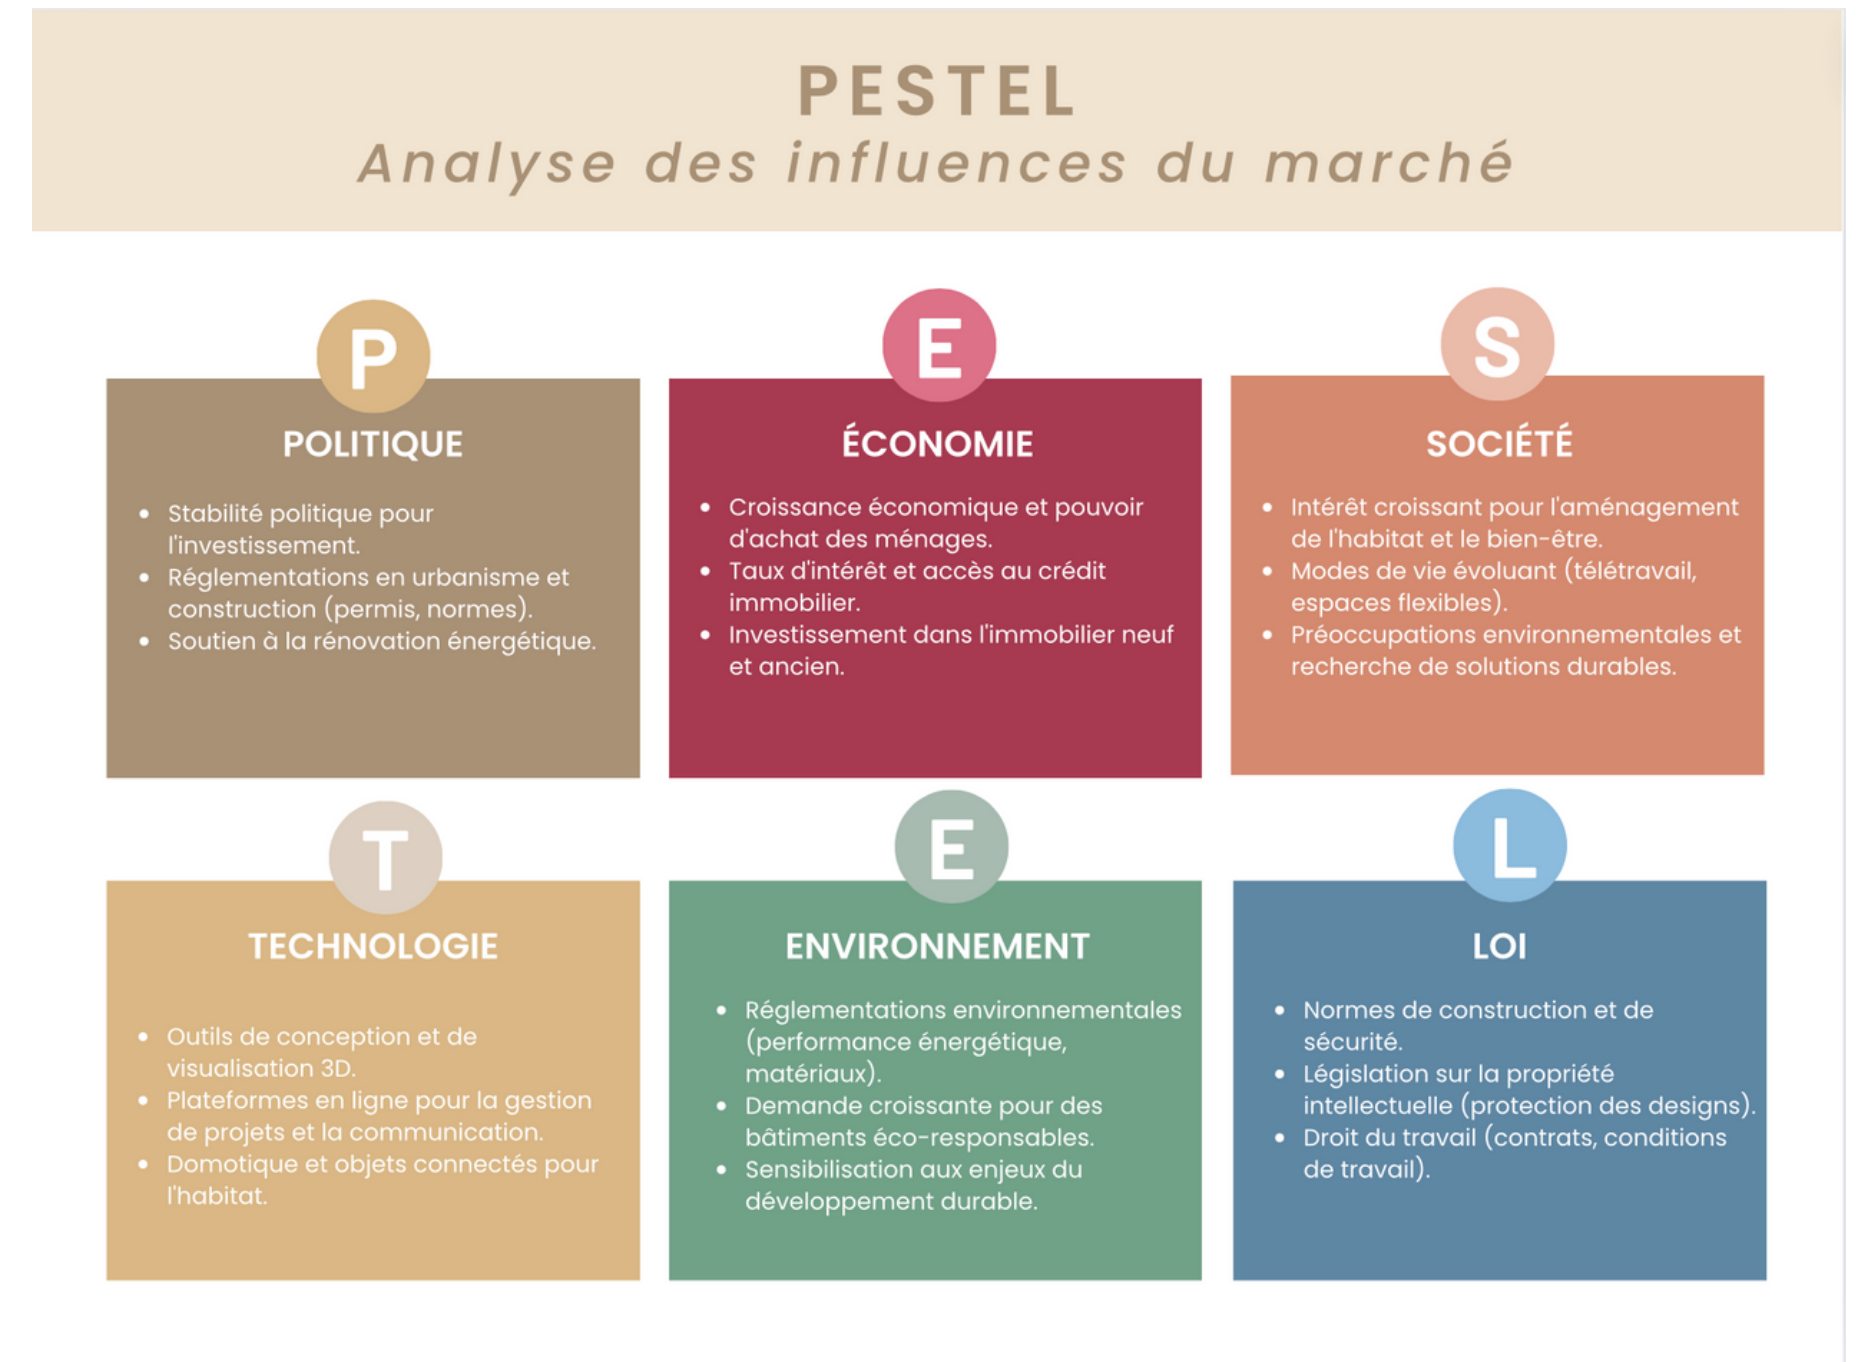 PESTEL
Analyse des influences du marché
P
POLITIQUE
• Stabilité politique pour
l'investissement.
• Réglementations en urbanisme et
construction (permis, normes).
• Soutien à la rénovation énergétique.
E
ÉCONOMIE
• Croissance économique et pouvoir
d'achat des ménages.
• Taux d'intérêt et accès au crédit
immobilier.
• Investissement dans l'immobilier neuf
et ancien.
S
SOCIÉTÉ
• Intérêt croissant pour l'aménagement
de l'habitat et le bien-être.
• Modes de vie évoluant (télétravail,
espaces flexibles).
• Préoccupations environnementales et
recherche de solutions durables.
T
TECHNOLOGIE
• Outils de conception et de
visualisation 3D.
• Plateformes en ligne pour la gestion
de projets et la communication.
• Domotique et objets connectés pour
l'habitat.
E
ENVIRONNEMENT
• Réglementations environnementales
(performance énergétique,
matériaux).
• Demande croissante pour des
bâtiments éco-responsables.
• Sensibilisation aux enjeux du
développement durable.
L
LOI
• Normes de construction et de
sécurité.
• Législation sur la propriété
intellectuelle (protection des designs).
• Droit du travail (contrats, conditions
de travail).